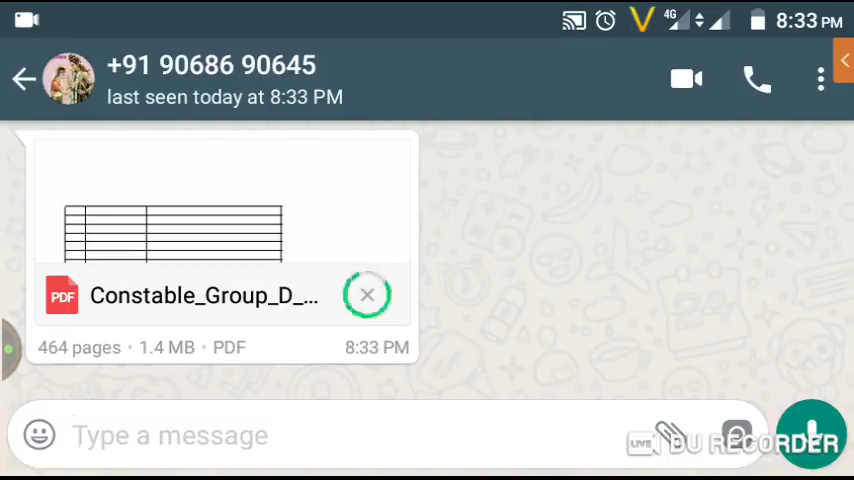 4G 8:33 PM
+91 90686 90645
last seen today at 8:33 PM
PDF Constable_Group_D_...
464 pages · 1.4 MB · PDF 8:33 PM
Type a message
LIVE DU RECORDER